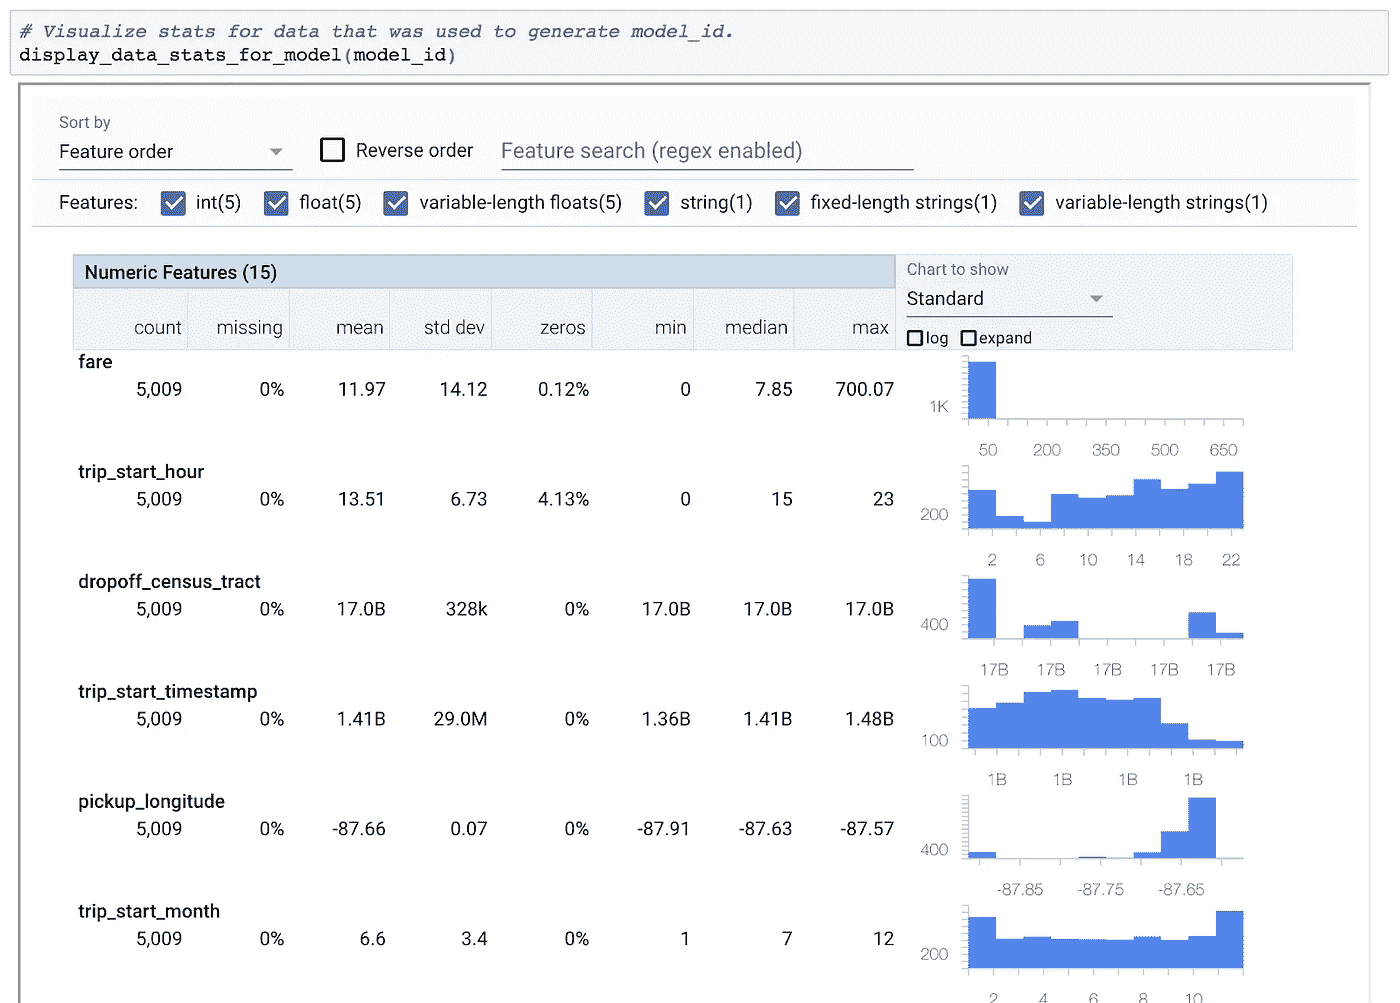 # Visualize stats for data that was used to generate model_id.
display_data_stats_for_model(model_id)
Sort by
Feature order
Reverse order
Feature search (regex enabled)
Features: int(5) float(5) variable-length floats(5) string(1) fixed-length strings(1) variable-length strings(1)
Numeric Features (15)
Chart to show
Standard
count missing mean std dev zeros min median max
log expand
fare
5,009 0% 11.97 14.12 0.12% 0 7.85 700.07
1K
50 200 350 500 650
trip_start_hour
5,009 0% 13.51 6.73 4.13% 0 15 23
200
2 6 10 14 18 22
dropoff_census_tract
5,009 0% 17.0B 328k 0% 17.0B 17.0B 17.0B
400
17B 17B 17B 17B 17B
trip_start_timestamp
5,009 0% 1.41B 29.0M 0% 1.36B 1.41B 1.48B
100
1B 1B 1B 1B
pickup_longitude
5,009 0% -87.66 0.07 0% -87.91 -87.63 -87.57
400
-87.85 -87.75 -87.65
trip_start_month
5,009 0% 6.6 3.4 0% 1 7 12
200
2 4 6 8 10